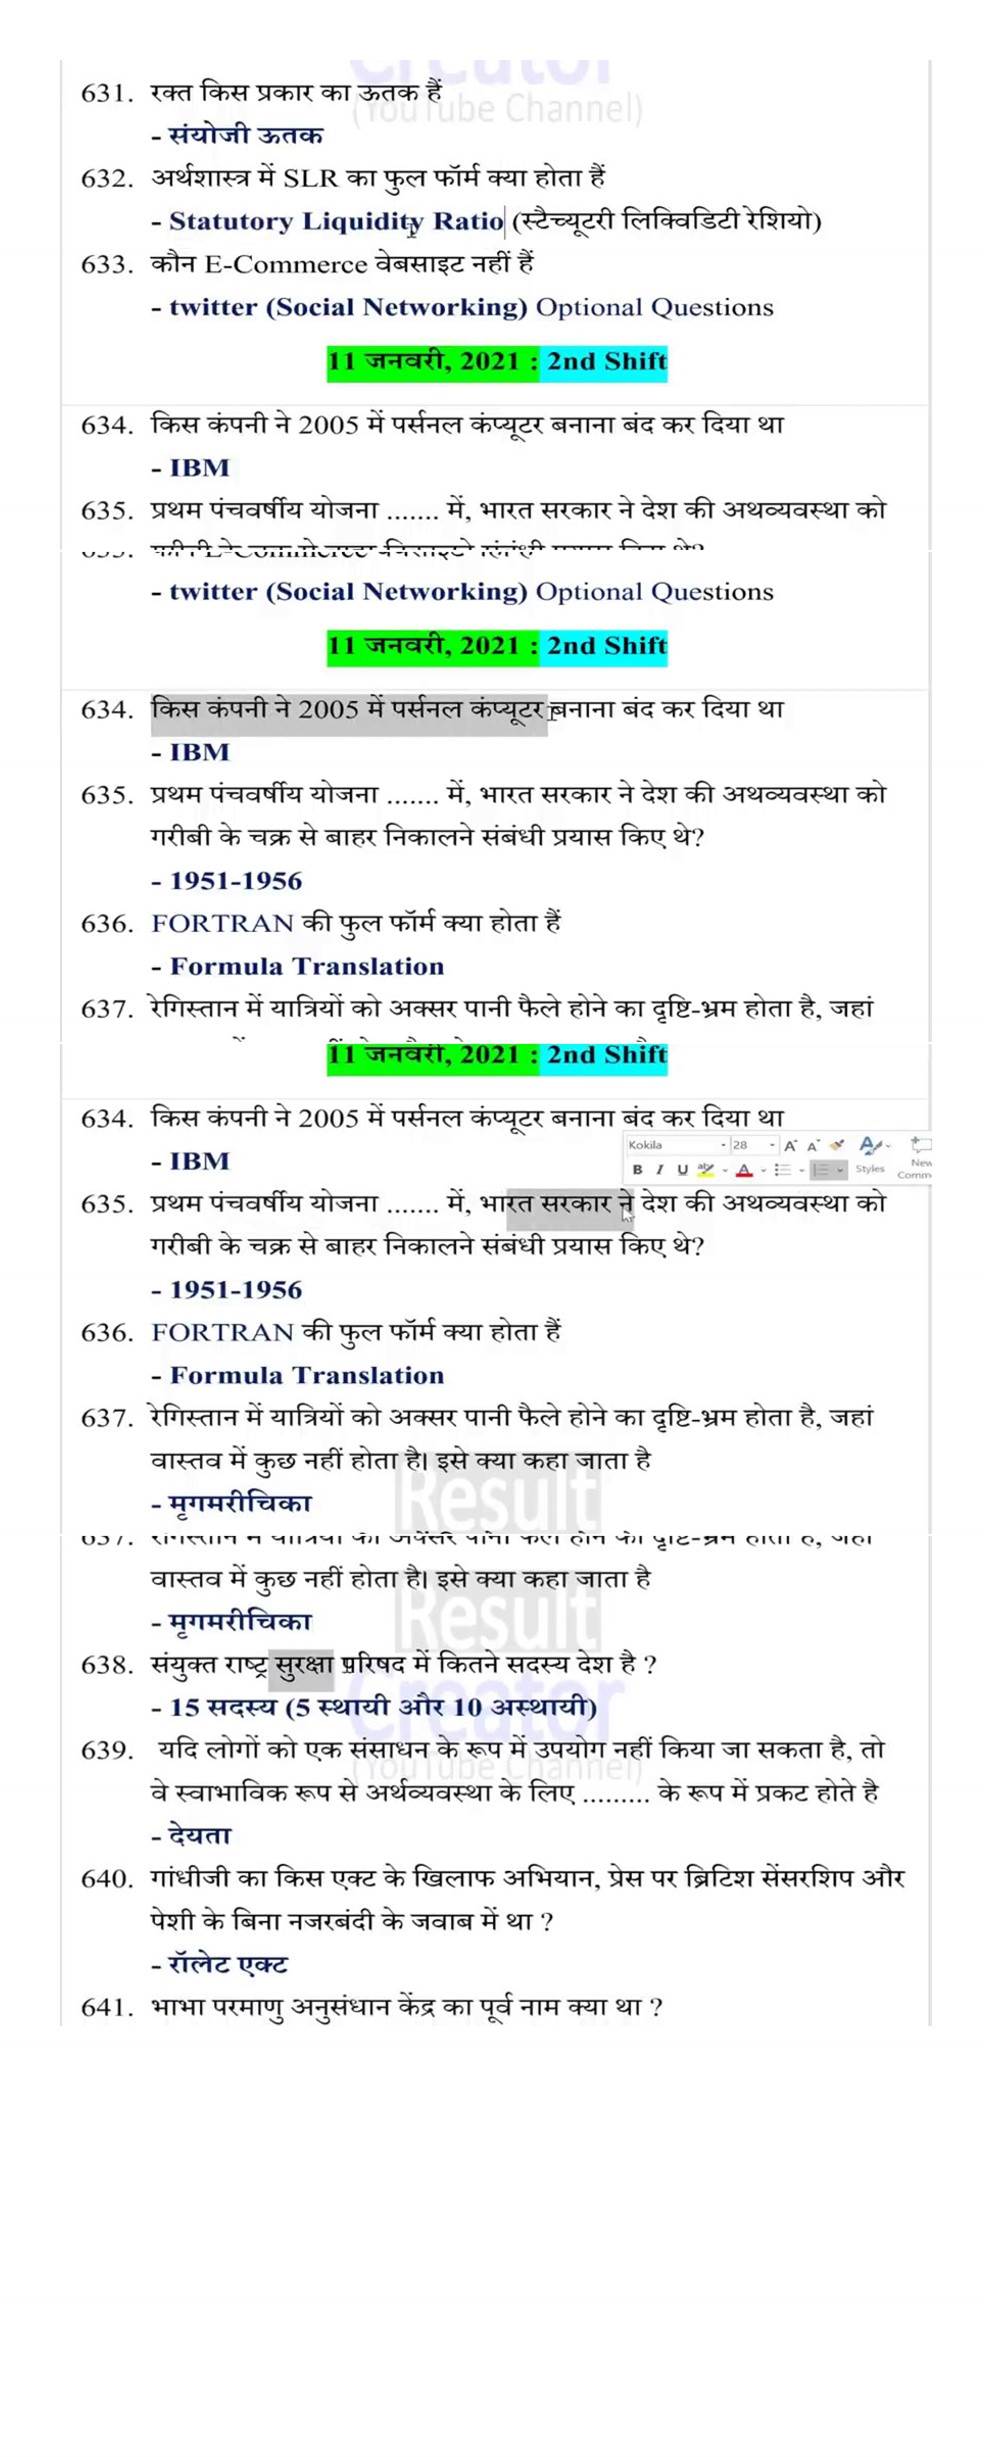 Creator
631. रक्त किस प्रकार का ऊतक हैं
(YouTube Channel)
- संयोजी ऊतक
632. अर्थशास्त्र में SLR का फुल फॉर्म क्या होता हैं
- Statutory Liquidity Ratio (स्टैच्यूटरी लिक्विडिटी रेशियो)
633. कौन E-Commerce वेबसाइट नहीं हैं
- twitter (Social Networking) Optional Questions
11 जनवरी, 2021 : 2nd Shift
634. किस कंपनी ने 2005 में पर्सनल कंप्यूटर बनाना बंद कर दिया था
- IBM
635. प्रथम पंचवर्षीय योजना ....... में, भारत सरकार ने देश की अथव्यवस्था को
- twitter (Social Networking) Optional Questions
11 जनवरी, 2021 : 2nd Shift
634. किस कंपनी ने 2005 में पर्सनल कंप्यूटर बनाना बंद कर दिया था
- IBM
635. प्रथम पंचवर्षीय योजना ....... में, भारत सरकार ने देश की अथव्यवस्था को
गरीबी के चक्र से बाहर निकालने संबंधी प्रयास किए थे?
- 1951-1956
636. FORTRAN की फुल फॉर्म क्या होता हैं
- Formula Translation
637. रेगिस्तान में यात्रियों को अक्सर पानी फैले होने का दृष्टि-भ्रम होता है, जहां
11 जनवरी, 2021 : 2nd Shift
634. किस कंपनी ने 2005 में पर्सनल कंप्यूटर बनाना बंद कर दिया था
Kokila 28 A A A New
- IBM
B I U aby A Styles Comm
635. प्रथम पंचवर्षीय योजना ....... में, भारत सरकार ने देश की अथव्यवस्था को
गरीबी के चक्र से बाहर निकालने संबंधी प्रयास किए थे?
- 1951-1956
636. FORTRAN की फुल फॉर्म क्या होता हैं
- Formula Translation
637. रेगिस्तान में यात्रियों को अक्सर पानी फैले होने का दृष्टि-भ्रम होता है, जहां
वास्तव में कुछ नहीं होता है। इसे क्या कहा जाता है
Result
- मृगमरीचिका
637. रेगिस्तान में यात्रियों को अक्सर पानी फैले होने का दृष्टि-भ्रम होता है, जहां
वास्तव में कुछ नहीं होता है। इसे क्या कहा जाता है
Result
- मृगमरीचिका
638. संयुक्त राष्ट्र सुरक्षा परिषद में कितने सदस्य देश है ?
Creator
- 15 सदस्य (5 स्थायी और 10 अस्थायी)
639. यदि लोगों को एक संसाधन के रूप में उपयोग नहीं किया जा सकता है, तो
(YouTube Channel)
वे स्वाभाविक रूप से अर्थव्यवस्था के लिए ......... के रूप में प्रकट होते है
- देयता
640. गांधीजी का किस एक्ट के खिलाफ अभियान, प्रेस पर ब्रिटिश सेंसरशिप और
पेशी के बिना नजरबंदी के जवाब में था ?
- रॉलेट एक्ट
641. भाभा परमाणु अनुसंधान केंद्र का पूर्व नाम क्या था ?